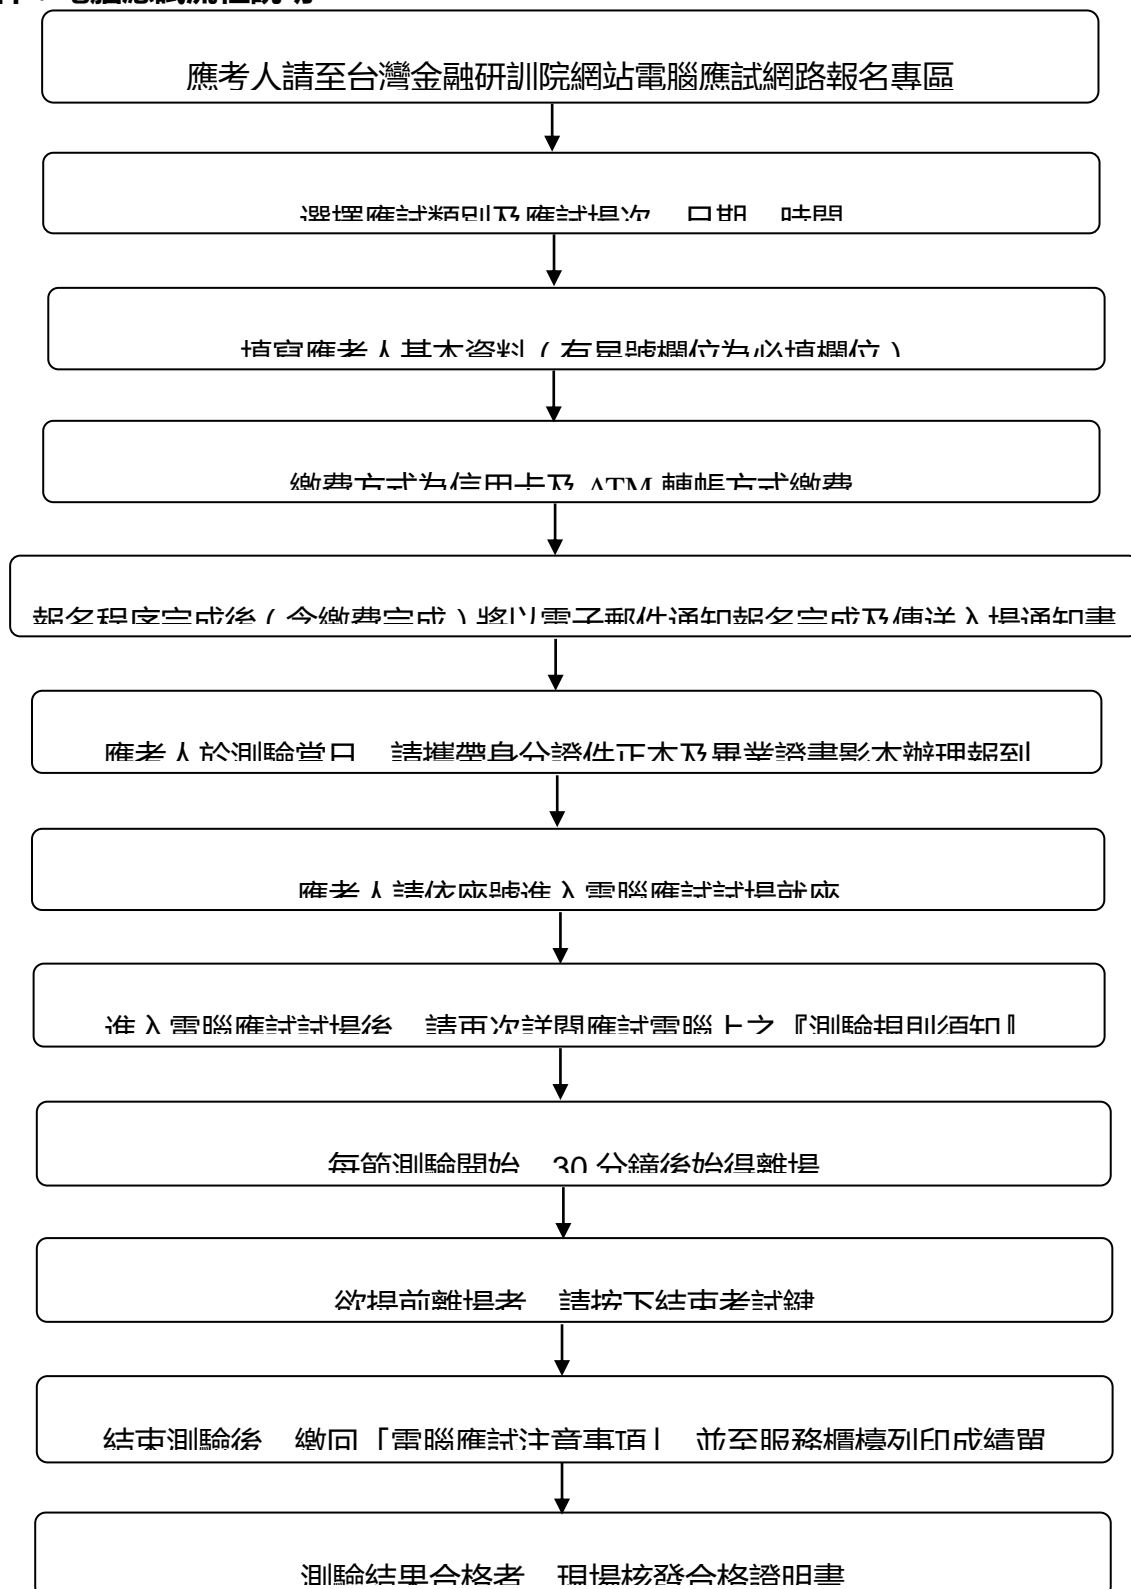 電腦應試流程說明
應考人請至台灣金融研訓院網站電腦應試網路報名專區
選擇應試類別及應試場次 日期 時間
填寫應考人基本資料(有星號欄位為必填欄位)
繳費方式為信用卡及 ATM 轉帳方式繳費
報名程序完成後(含繳費完成)將以電子郵件通知報名完成及傳送入場通知書
應考人於測驗當日 請攜帶身分證件正本及畢業證書影本辦理報到
應考人請依座號進入電腦應試試場就座
進入電腦應試試場後 請再次詳閱應試電腦上之『測驗規則須知』
每節測驗開始 30 分鐘後始得離場
欲提前離場者 請按下結束考試鍵
結束測驗後 繳回「電腦應試注意事項」 並至服務櫃檯列印成績單
測驗結果合格者 現場核發合格證明書